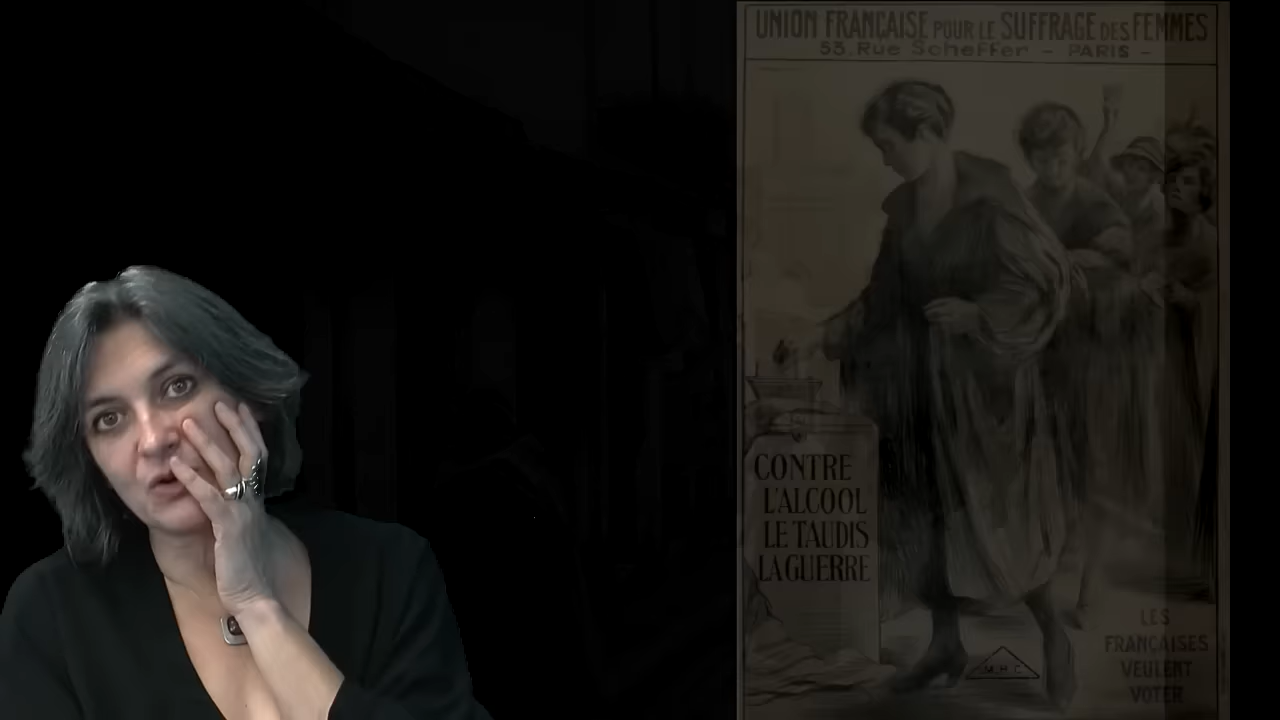 UNION FRANÇAISE POUR LE SUFFRAGE DES FEMMES
53. Rue Scheffer - PARIS -
CONTRE
L'ALCOOL
LE TAUDIS
LA GUERRE
LES
FRANÇAISES
VEULENT
VOTER